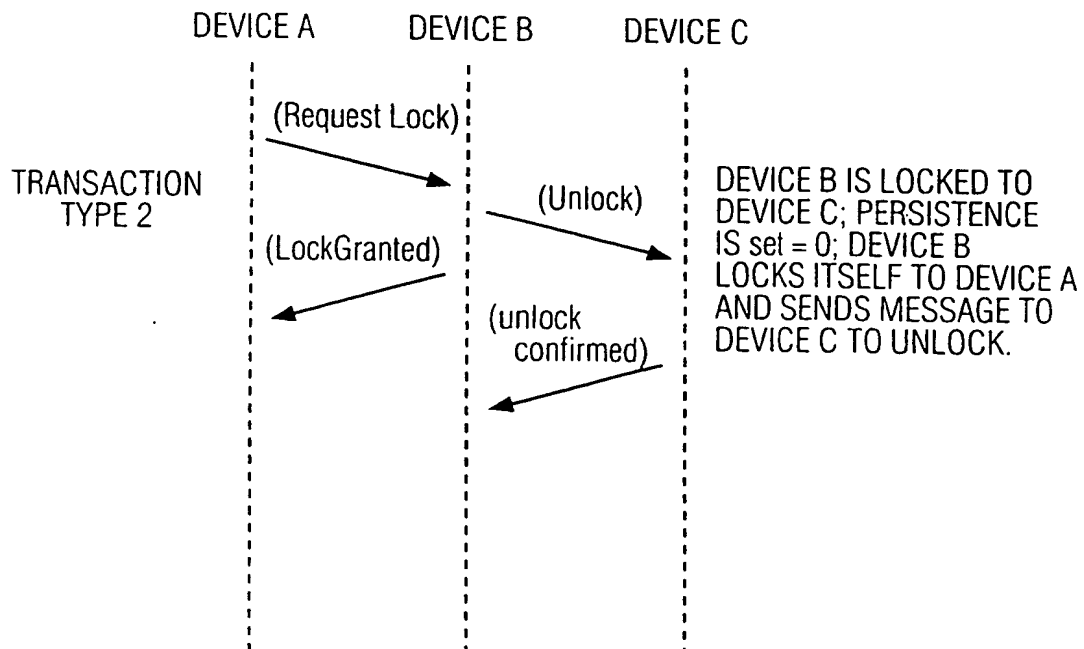 DEVICE A
DEVICE B
DEVICE C
(Request Lock)
TRANSACTION
TYPE 2
(Unlock)
(LockGranted)
(unlock
confirmed)
DEVICE B IS LOCKED TO
DEVICE C; PERSISTENCE
IS set = 0; DEVICE B
LOCKS ITSELF TO DEVICE A
AND SENDS MESSAGE TO
DEVICE C TO UNLOCK.